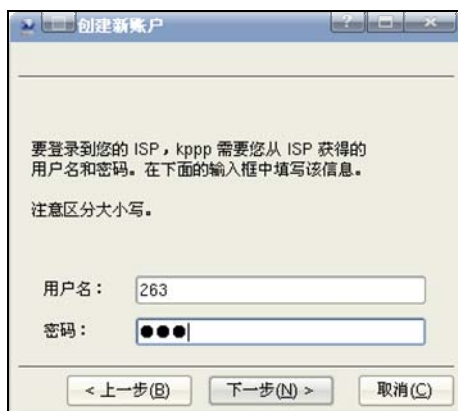 创建新账户
要登录到您的 ISP，kppp 需要您从 ISP 获得的
用户名和密码。在下面的输入框中填写该信息。
注意区分大小写。
用户名： 263
密码： ●●●
< 上一步(B) 下一步(N) > 取消(C)